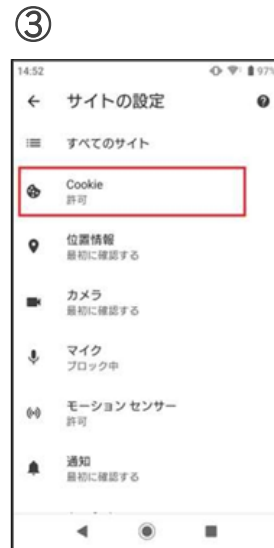 ③
14:52
97%
サイトの設定
すべてのサイト
Cookie
許可
位置情報
最初に確認する
カメラ
最初に確認する
マイク
ブロック中
モーション センサー
許可
通知
最初に確認する